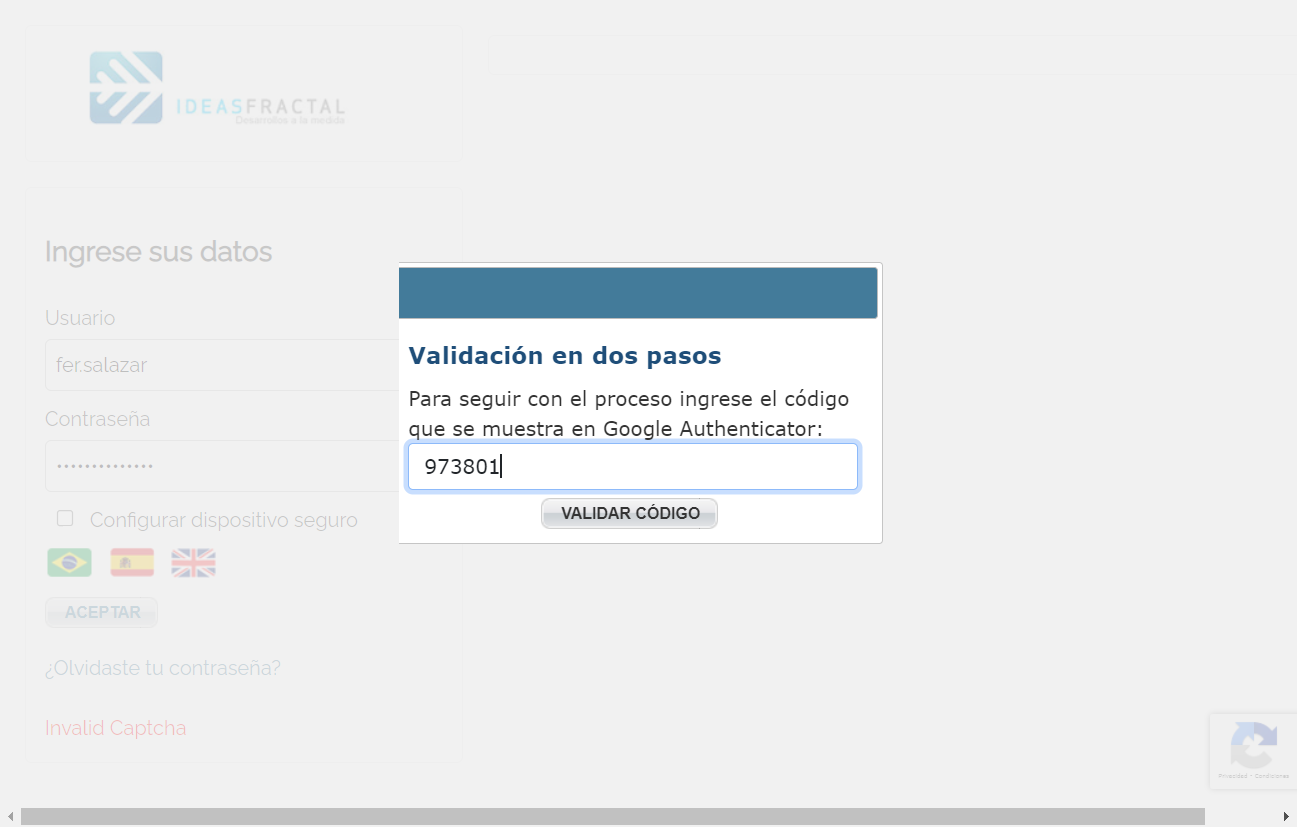 IDEASFRACTAL
Desarrollos a la medida
Ingrese sus datos
Usuario
fer.salazar
Contraseña
••••••••••••••
Configurar dispositivo seguro
ACEPTAR
¿Olvidaste tu contraseña?
Invalid Captcha
Validación en dos pasos
Para seguir con el proceso ingrese el código
que se muestra en Google Authenticator:
973801
VALIDAR CÓDIGO
Privacidad - Condiciones